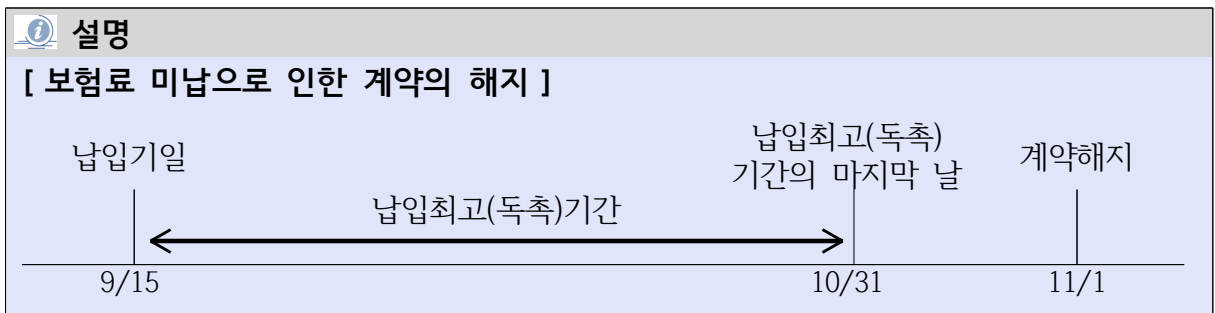 설명
[ 보험료 미납으로 인한 계약의 해지 ]
납입기일
납입최고(독촉)기간
납입최고(독촉)
기간의 마지막 날
계약해지
9/15
10/31
11/1